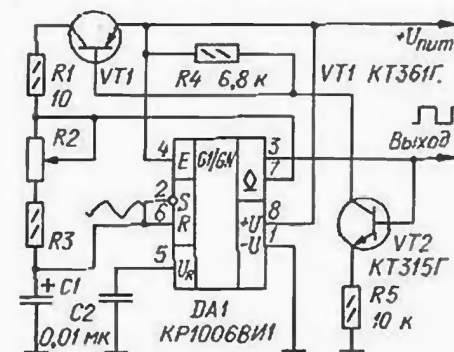 +Uпит
VT1
R1
10
R4 6,8 к
VT1 КТ361Г.
R2
4
E
G1/GN
3
7
Выход
2
S
6
R
+U
8
-U
1
R3
5
UR
VT2
КТ315Г
+ C1
C2
0,01 мк
DA1
КР1006ВИ1
R5
10 к